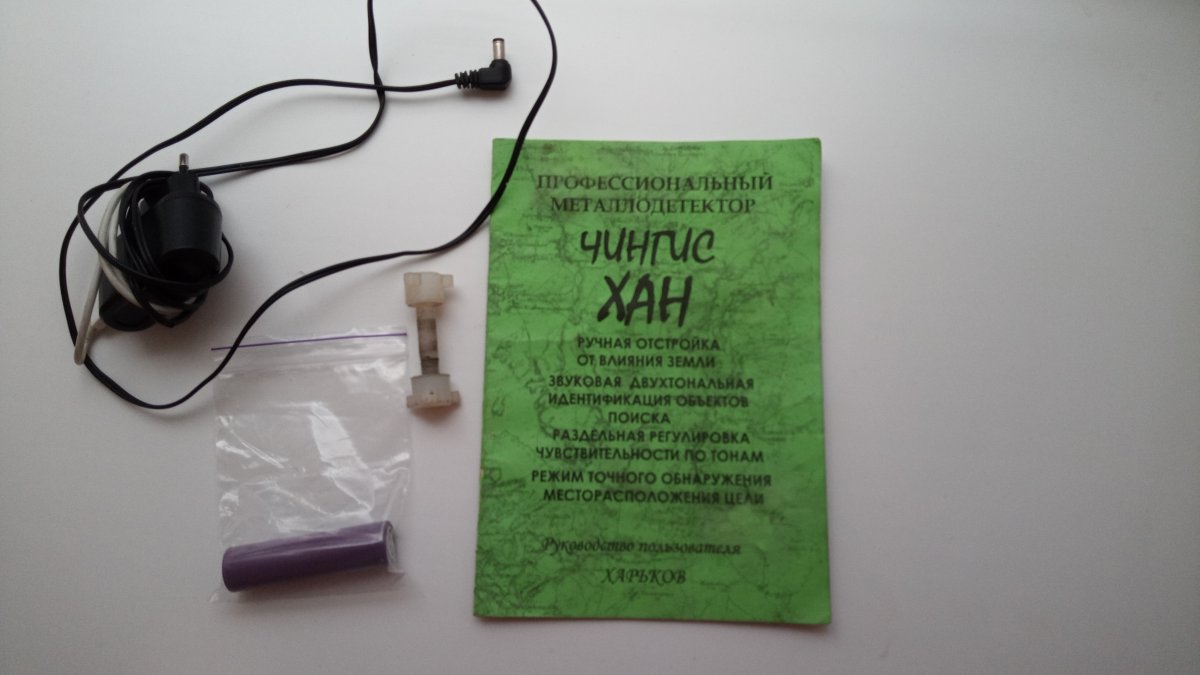 ПРОФЕССИОНАЛЬНЫЙ
МЕТАЛЛОДЕТЕКТОР
ЧИНГИС
ХАН
РУЧНАЯ ОТСТРОЙКА
ОТ ВЛИЯНИЯ ЗЕМЛИ
ЗВУКОВАЯ ДВУХТОНАЛЬНАЯ
ИДЕНТИФИКАЦИЯ ОБЪЕКТОВ
ПОИСКА
РАЗДЕЛЬНАЯ РЕГУЛИРОВКА
ЧУВСТВИТЕЛЬНОСТИ ПО ТОНАМ
РЕЖИМ ТОЧНОГО ОБНАРУЖЕНИЯ
МЕСТОРАСПОЛОЖЕНИЯ ЦЕЛИ
Руководство пользователя
ХАРЬКОВ